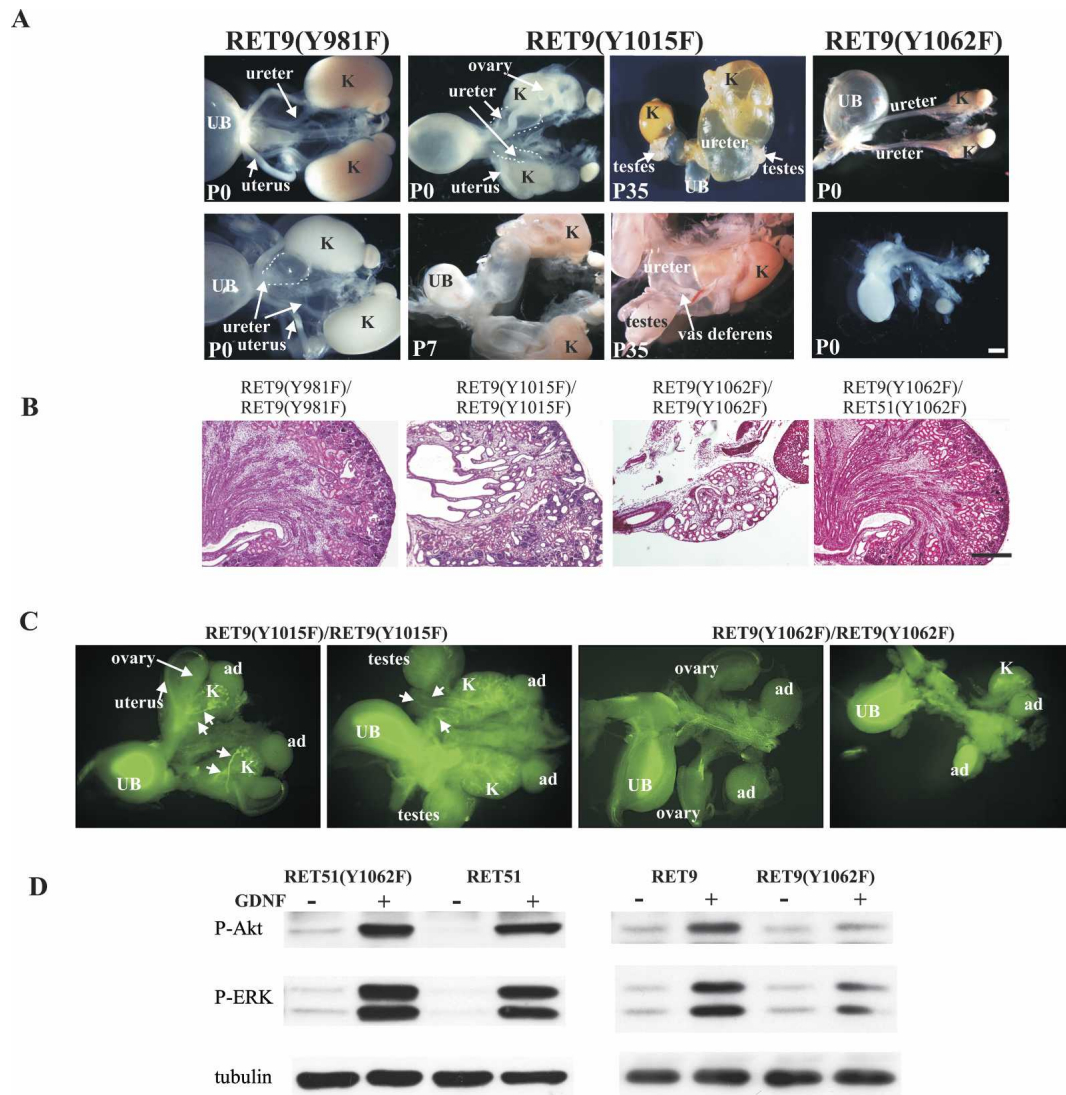 A
RET9(Y981F) RET9(Y1015F) RET9(Y1062F)
ureter K UB uterus K P0
ovary ureter K uterus K P0
K ureter testes testes UB P35
UB ureter K ureter K P0
K UB ureter uterus K P0
K UB K P7
ureter K testes vas deferens P35
P0
B
RET9(Y981F)/ RET9(Y1015F)/ RET9(Y1062F)/ RET9(Y1062F)/
RET9(Y981F) RET9(Y1015F) RET9(Y1062F) RET51(Y1062F)
C
RET9(Y1015F)/RET9(Y1015F) RET9(Y1062F)/RET9(Y1062F)
ovary uterus ad K ad K UB
testes K ad UB K ad testes
ovary ad UB ad ovary
K UB ad ad
D
RET51(Y1062F) RET51 RET9 RET9(Y1062F)
GDNF - + - + - + - +
P-Akt
P-ERK
tubulin